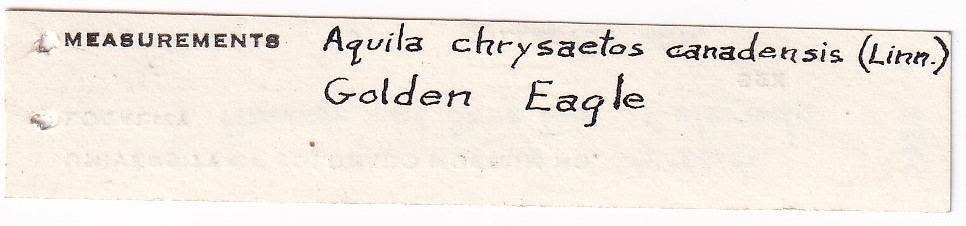 MEASUREMENTS Aquila chrysaetos canadensis (Linn.)
Golden Eagle